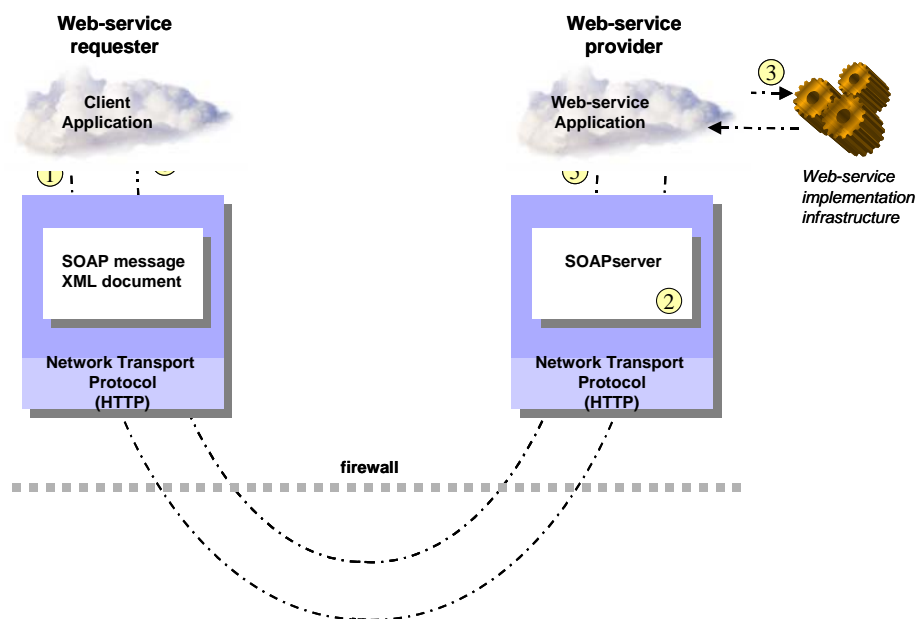 Web-service
requester
Web-service
provider
Client
Application
Web-service
Application
3
Web-service
implementation
infrastructure
1
5
SOAP message
XML document
SOAPserver
2
Network Transport
Protocol
(HTTP)
Network Transport
Protocol
(HTTP)
firewall